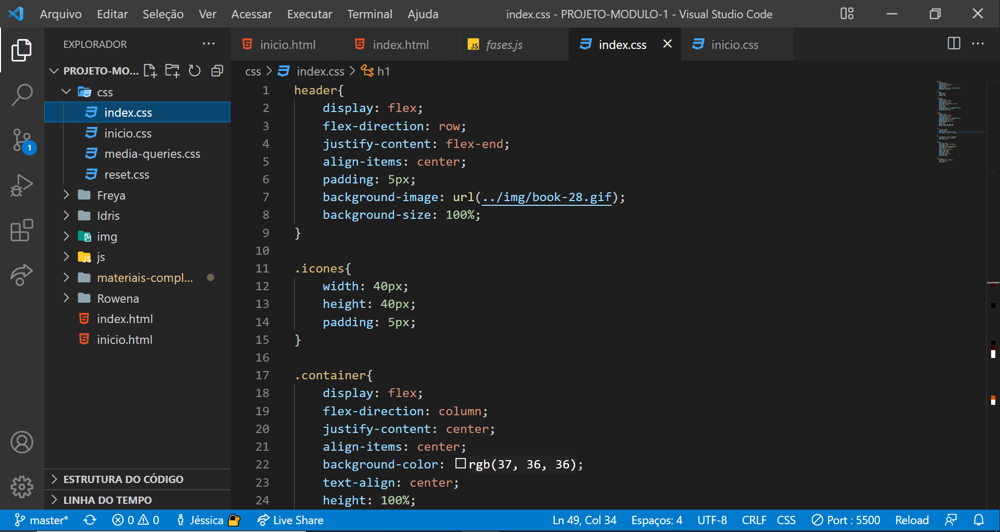 Arquivo Editar Seleção Ver Acessar Executar Terminal Ajuda index.css - PROJETO-MODULO-1 - Visual Studio Code
EXPLORADOR
inicio.html index.html JS fases.js index.css inicio.css
PROJETO-MO...
css
index.css
inicio.css
media-queries.css
reset.css
Freya
Idris
img
js
materiais-compl...
Rowena
index.html
inicio.html
ESTRUTURA DO CÓDIGO
LINHA DO TEMPO
1
css > index.css > h1
1 header{
2 display: flex;
3 flex-direction: row;
4 justify-content: flex-end;
5 align-items: center;
6 padding: 5px;
7 background-image: url(../img/book-28.gif);
8 background-size: 100%;
9 }
10
11 .icones{
12 width: 40px;
13 height: 40px;
14 padding: 5px;
15 }
16
17 .container{
18 display: flex;
19 flex-direction: column;
20 justify-content: center;
21 align-items: center;
22 background-color: rgb(37, 36, 36);
23 text-align: center;
24 height: 100%;
master* 0 0 Jéssica Live Share Ln 49, Col 34 Espaços: 4 UTF-8 CRLF CSS Port : 5500 Reload